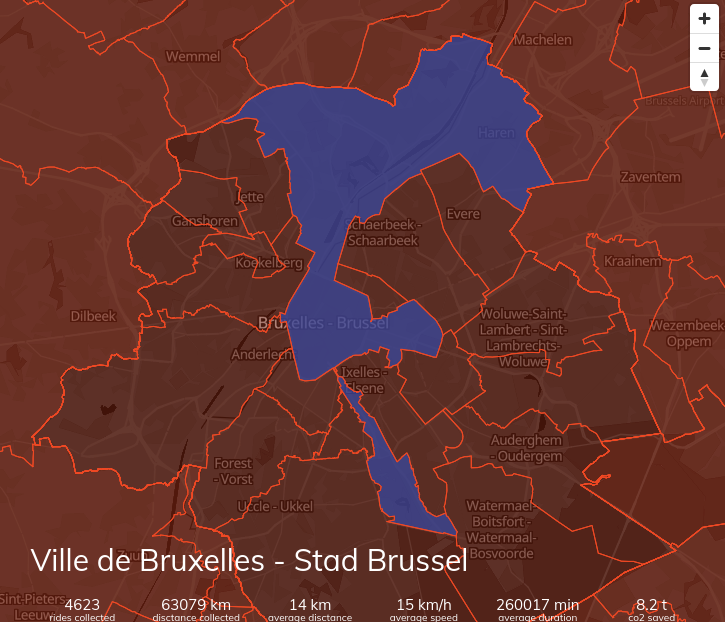 Machelen
Wemmel
Brussels Airport
Haren
Zaventem
Jette
Ganshoren
Evere
Schaerbeek -
Schaarbeek
Koekelberg
Kraainem
Dilbeek
Bruxelles - Brussel
Woluwe-Saint-
Lambert - Sint-
Lambrechts-
Woluwe
Wezembeek
Oppem
Anderlecht
Ixelles -
Elsene
Auderghem
- Oudergem
Forest
- Vorst
Uccle - Ukkel
Watermael-
Boitsfort -
Watermaal-
Bosvoorde
Ville de Bruxelles - Stad Brussel
Sint-Pieters-
Leeuw
4623
rides collected
63079 km
disctance collected
14 km
average disctance
15 km/h
average speed
260017 min
average duration
8.2 t
co2 saved